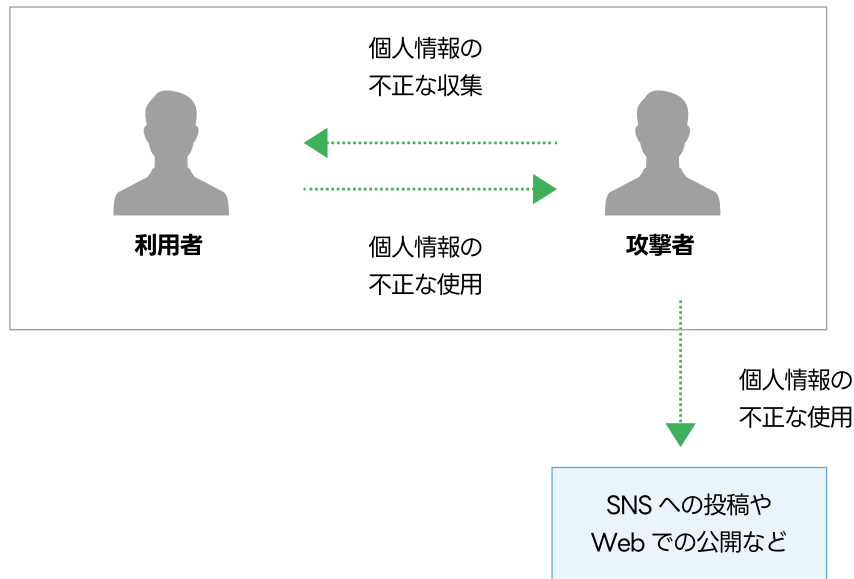 個人情報の
不正な収集
利用者
攻撃者
個人情報の
不正な使用
個人情報の
不正な使用
SNS への投稿や
Web での公開など